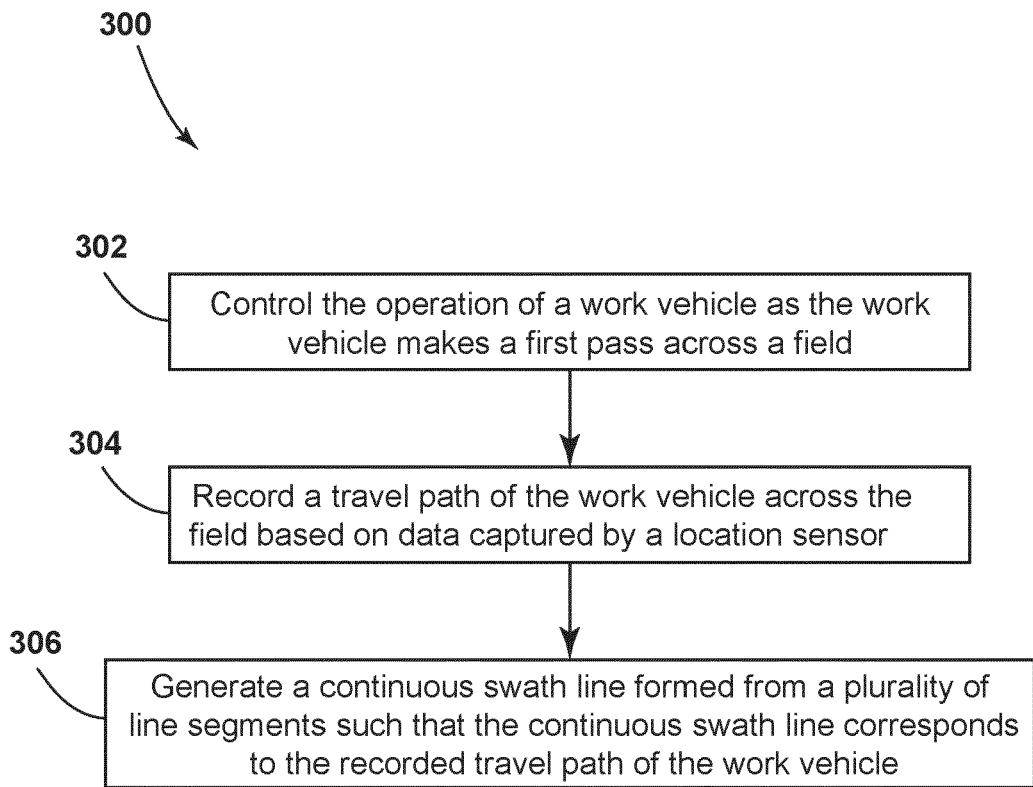 300
302
Control the operation of a work vehicle as the work
vehicle makes a first pass across a field
304
Record a travel path of the work vehicle across the
field based on data captured by a location sensor
306
Generate a continuous swath line formed from a plurality of
line segments such that the continuous swath line corresponds
to the recorded travel path of the work vehicle